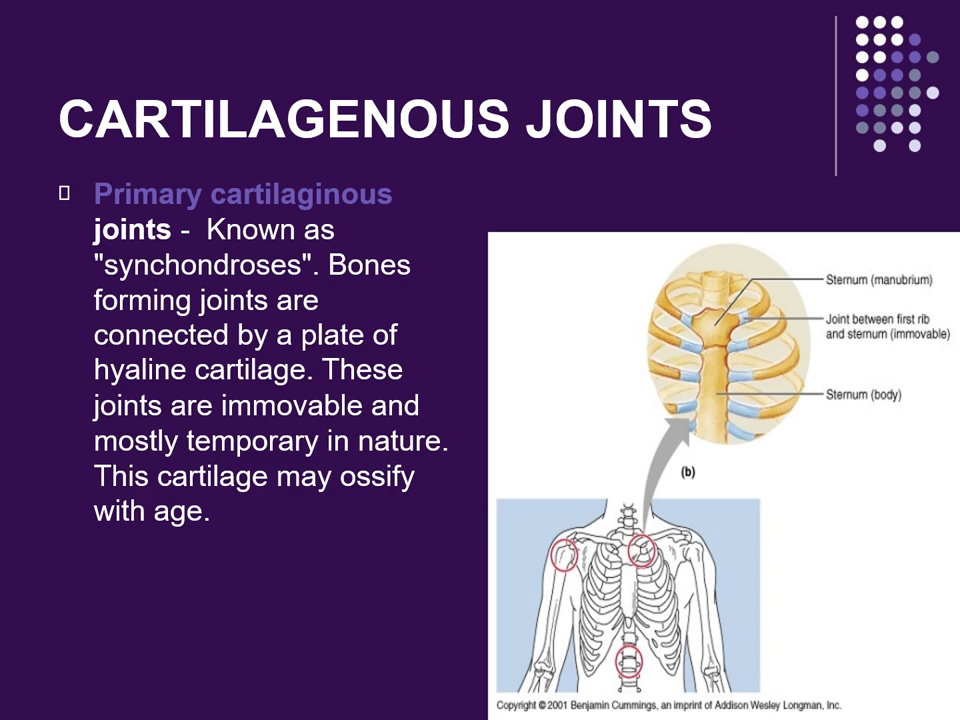 CARTILAGENOUS JOINTS
Primary cartilaginous
joints - Known as
"synchondroses". Bones
forming joints are
connected by a plate of
hyaline cartilage. These
joints are immovable and
mostly temporary in nature.
This cartilage may ossify
with age.
Sternum (manubrium)
Joint between first rib
and sternum (immovable)
Sternum (body)
(b)
Copyright © 2001 Benjamin Cummings, an imprint of Addison Wesley Longman, Inc.